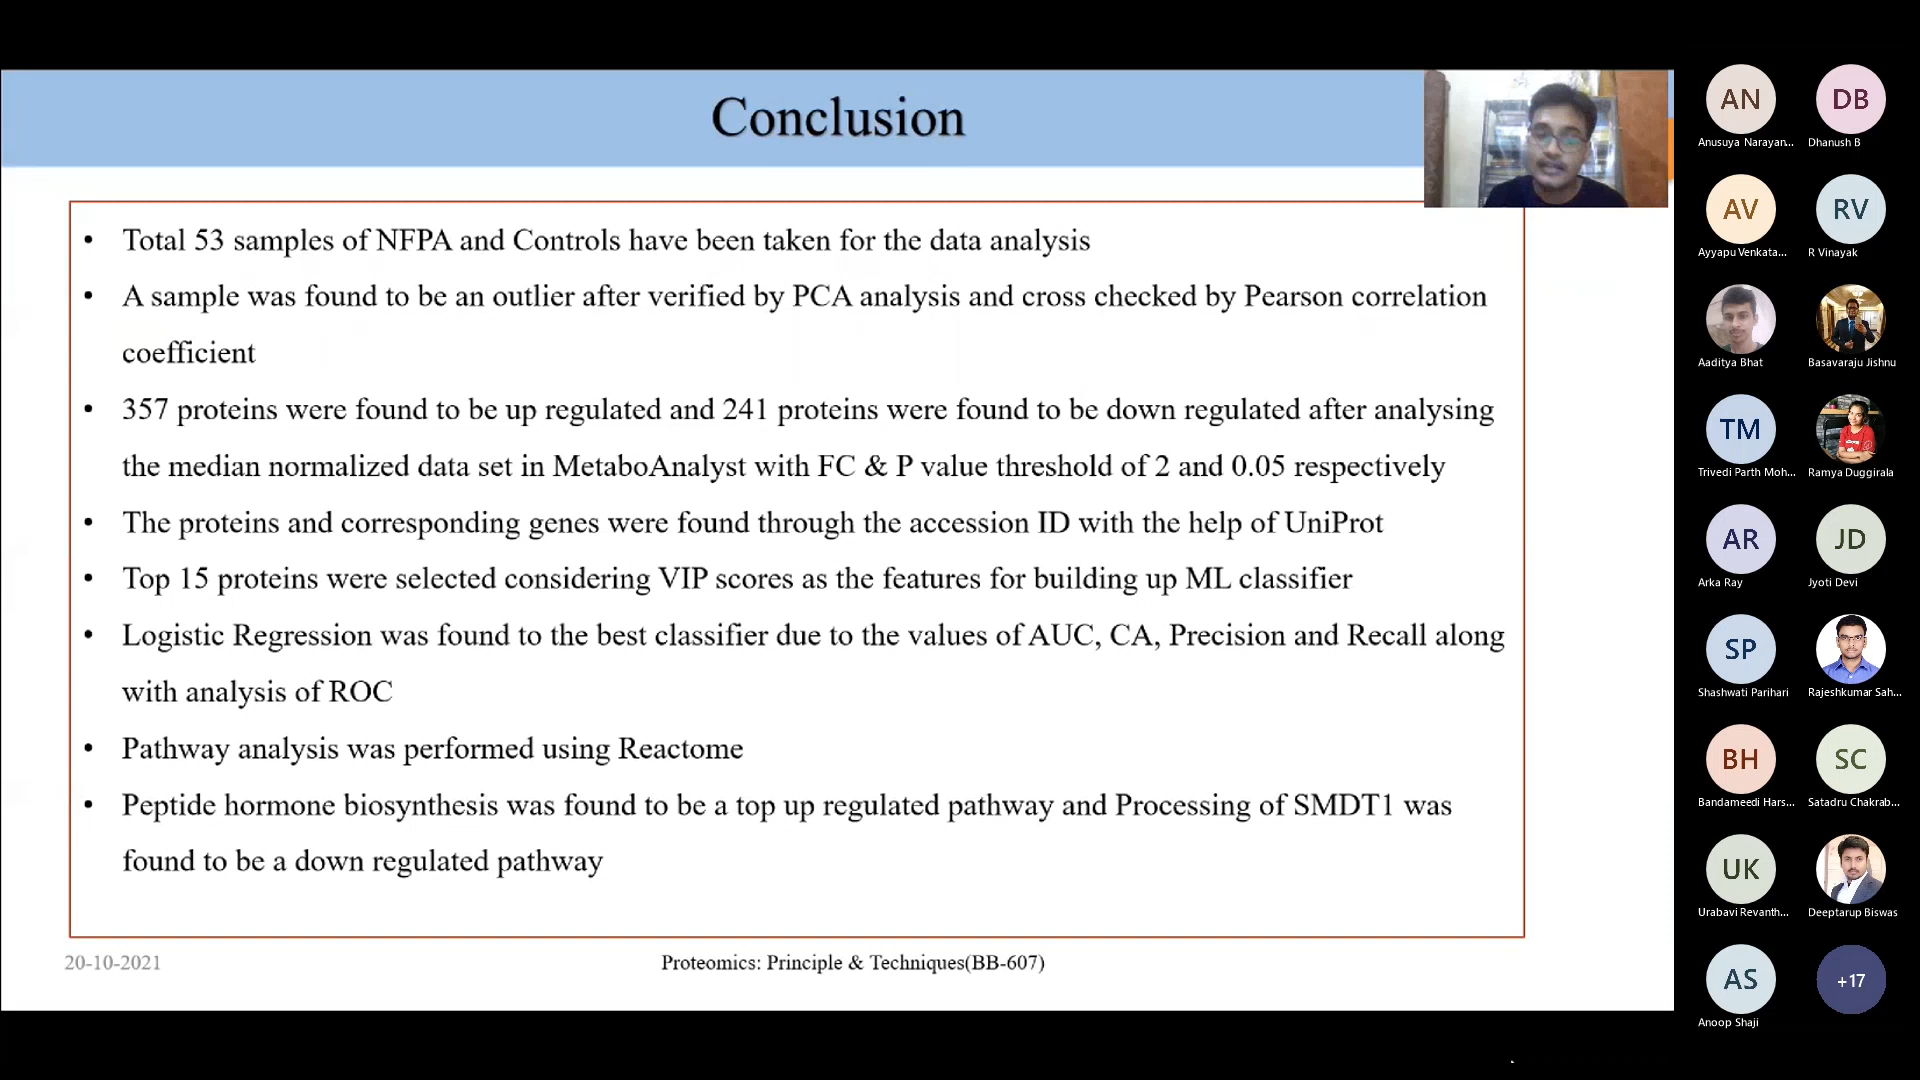 Conclusion
• Total 53 samples of NFPA and Controls have been taken for the data analysis
• A sample was found to be an outlier after verified by PCA analysis and cross checked by Pearson correlation
coefficient
• 357 proteins were found to be up regulated and 241 proteins were found to be down regulated after analysing
the median normalized data set in MetaboAnalyst with FC & P value threshold of 2 and 0.05 respectively
• The proteins and corresponding genes were found through the accession ID with the help of UniProt
• Top 15 proteins were selected considering VIP scores as the features for building up ML classifier
• Logistic Regression was found to the best classifier due to the values of AUC, CA, Precision and Recall along
with analysis of ROC
• Pathway analysis was performed using Reactome
• Peptide hormone biosynthesis was found to be a top up regulated pathway and Processing of SMDT1 was
found to be a down regulated pathway
20-10-2021
Proteomics: Principle & Techniques(BB-607)
AN
Anusuya Narayan...
DB
Dhanush B
AV
Ayyapu Venkata...
RV
R Vinayak
Aaditya Bhat
Basavaraju Jishnu
TM
Trivedi Parth Moh...
Ramya Duggirala
AR
Arka Ray
JD
Jyoti Devi
SP
Shashwati Parihari
Rajeshkumar Sah...
BH
Bandameedi Hars...
SC
Satadru Chakrab...
UK
Urabavi Revanth...
Deeptarup Biswas
AS
Anoop Shaji
+17